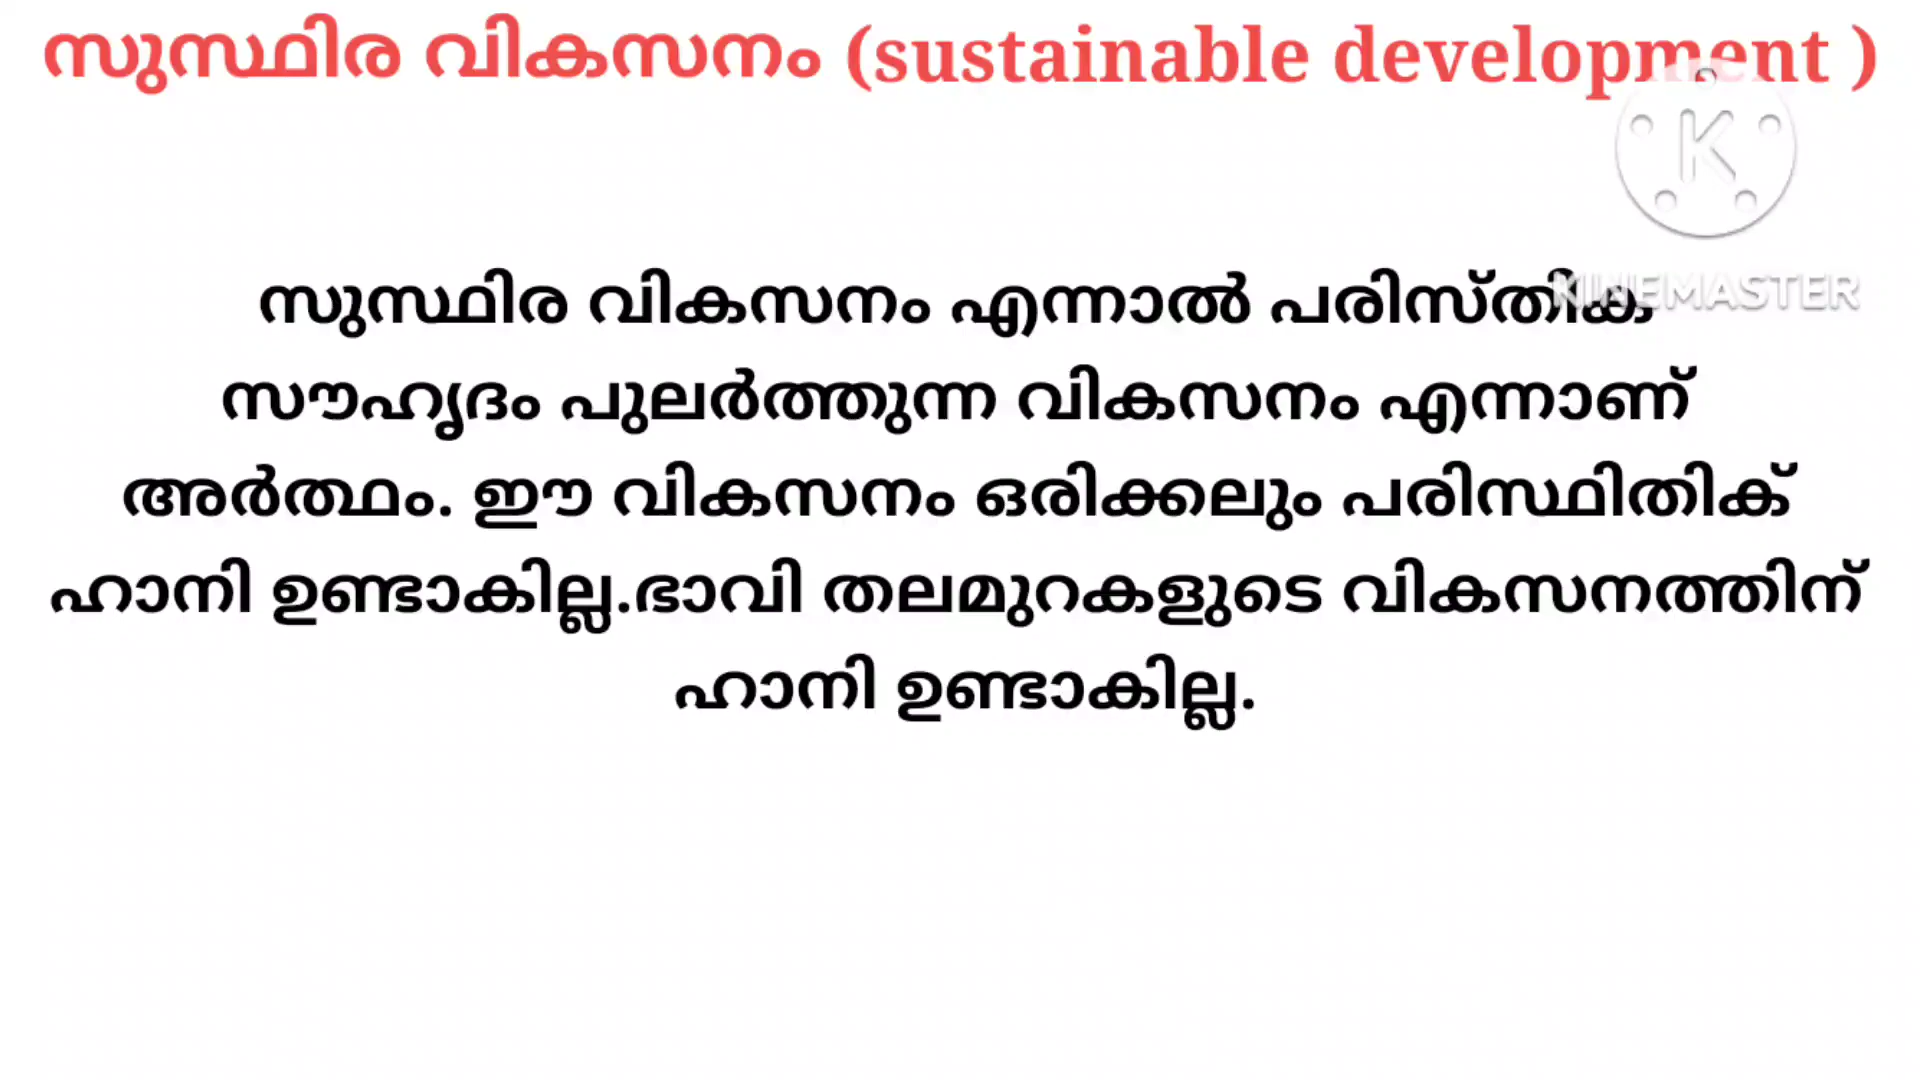 സുസ്ഥിര വികസനം (sustainable development )
K
KINEMASTER
സുസ്ഥിര വികസനം എന്നാൽ പരിസ്തിക
സൗഹൃദം പുലർത്തുന്ന വികസനം എന്നാണ്
അർത്ഥം. ഈ വികസനം ഒരിക്കലും പരിസ്ഥിതിക്
ഹാനി ഉണ്ടാകില്ല.ഭാവി തലമുറകളുടെ വികസനത്തിന്
ഹാനി ഉണ്ടാകില്ല.